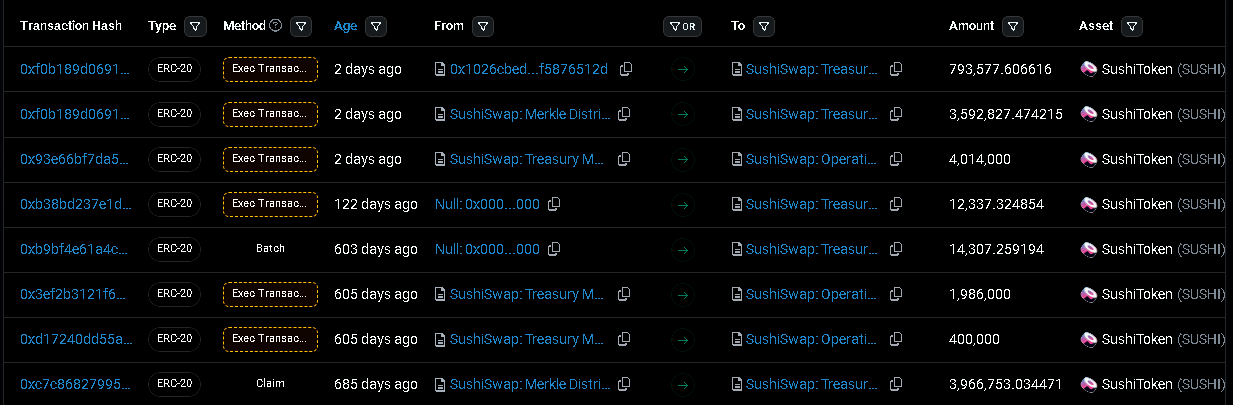 Transaction Hash Type Method Age From OR To Amount Asset
0xf0b189d0691... ERC-20 Exec Transac... 2 days ago 0x1026ebed...f5876512d SushiSwap: Treasur... 793,577.606616 SushiToken (SUSHI)
0xf0b189d0691... ERC-20 Exec Transac... 2 days ago SushiSwap: Merkle Distri... SushiSwap: Treasur... 3,592,827.474215 SushiToken (SUSHI)
0x93e66bf7da5... ERC-20 Exec Transac... 2 days ago SushiSwap: Treasury M... SushiSwap: Operati... 4,014,000 SushiToken (SUSHI)
0xb38bd237e1d... ERC-20 Exec Transac... 122 days ago Null: 0x000...000 SushiSwap: Treasur... 12,337.324854 SushiToken (SUSHI)
0xb9bf4e61a4c... ERC-20 Batch 603 days ago Null: 0x000...000 SushiSwap: Treasur... 14,307.259194 SushiToken (SUSHI)
0x3ef2b3121f6... ERC-20 Exec Transac... 605 days ago SushiSwap: Treasury M... SushiSwap: Operati... 1,986,000 SushiToken (SUSHI)
0xd17240dd55a... ERC-20 Exec Transac... 605 days ago SushiSwap: Treasury M... SushiSwap: Operati... 400,000 SushiToken (SUSHI)
0xc7c86827995... ERC-20 Claim 685 days ago SushiSwap: Merkle Distri... SushiSwap: Treasur... 3,966,753.034471 SushiToken (SUSHI)